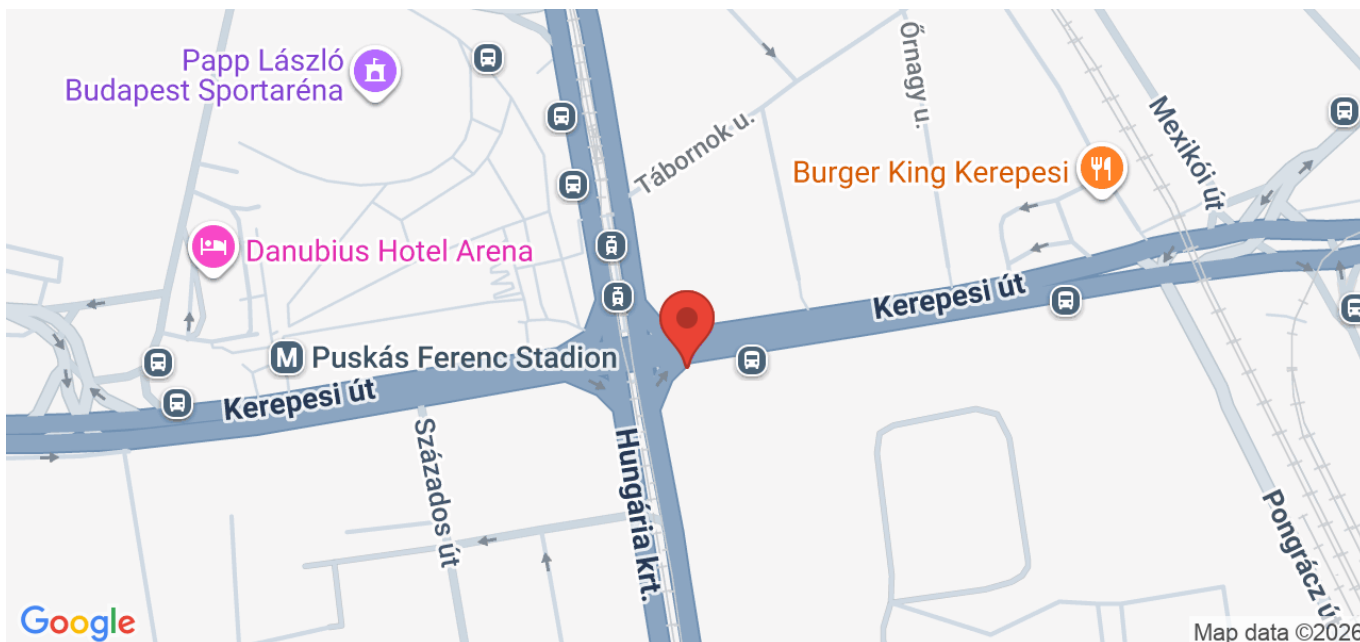 Papp László
Budapest Sportaréna
Őrnagy u.
Tábornok u.
Mexikói út
Burger King Kerepesi
Danubius Hotel Arena
Kerepesi út
M Puskás Ferenc Stadion
Kerepesi út
Százados út
Hungária krt.
Pongrácz út
Google
Map data ©2026